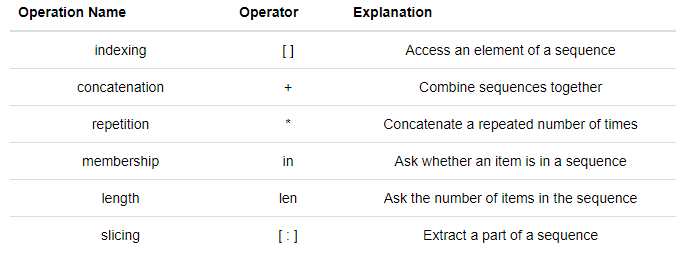 Operation Name Operator Explanation
indexing [ ] Access an element of a sequence
concatenation + Combine sequences together
repetition * Concatenate a repeated number of times
membership in Ask whether an item is in a sequence
length len Ask the number of items in the sequence
slicing [ : ] Extract a part of a sequence